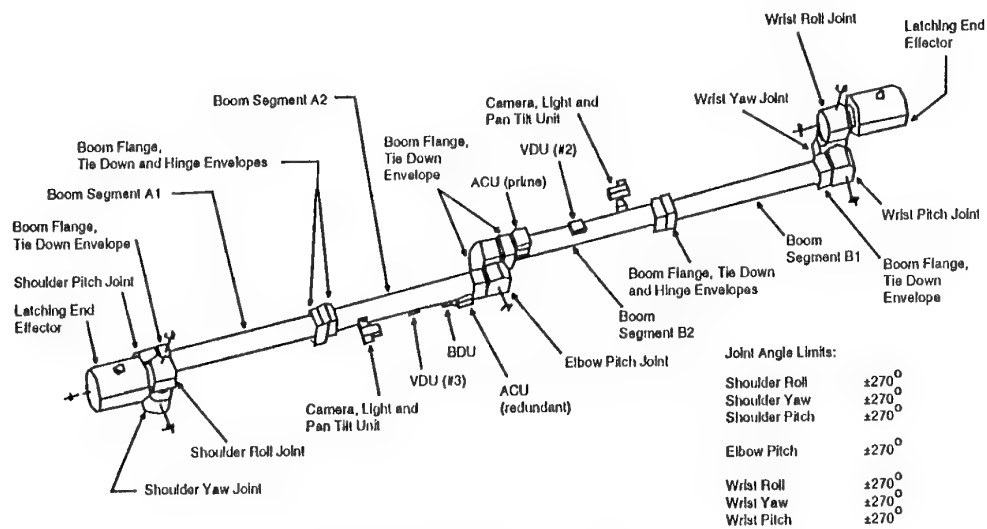 Wrist Roll Joint
Latching End
Effector
Boom Segment A2
Camera, Light and
Pan Tilt Unit
Wrist Yaw Joint
Boom Flange,
Tie Down and Hinge Envelopes
Boom Flange,
Tie Down
Envelope
VDU (#2)
ACU (prime)
Boom Segment A1
Boom Flange,
Tie Down Envelope
Wrist Pitch Joint
Shoulder Pitch Joint
Latching End
Effector
Boom
Segment B1
Boom Flange,
Tie Down
Envelope
Boom Flange, Tie Down
and Hinge Envelopes
Boom
Segment B2
BDU
Elbow Pitch Joint
VDU (#3)
ACU
(redundant)
Camera, Light and
Pan Tilt Unit
Shoulder Roll Joint
Shoulder Yaw Joint
Joint Angle Limits:
Shoulder Roll ±270°
Shoulder Yaw ±270°
Shoulder Pitch ±270°
Elbow Pitch ±270°
Wrist Roll ±270°
Wrist Yaw ±270°
Wrist Pitch ±270°